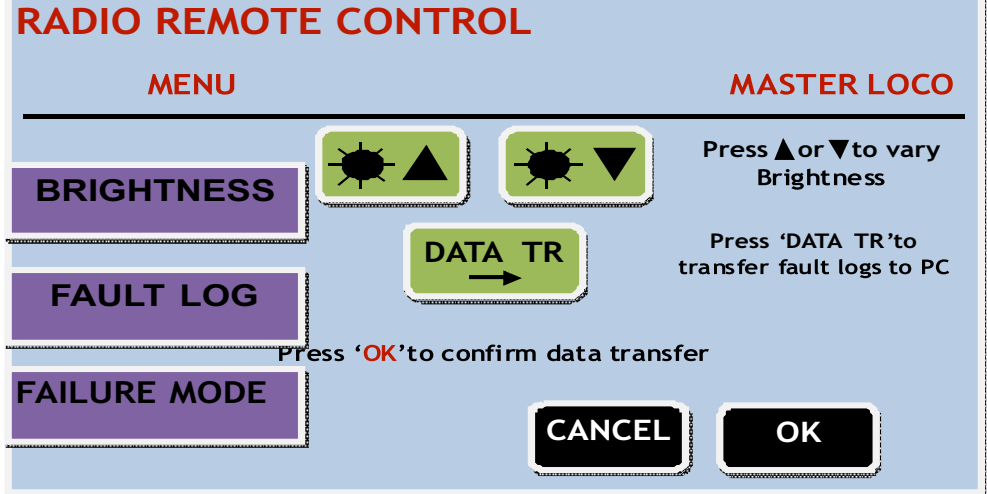 RADIO REMOTE CONTROL
MENU
MASTER LOCO
BRIGHTNESS
Press ▲ or ▼ to vary
Brightness
DATA TR
Press ‘DATA TR’to
transfer fault logs to PC
FAULT LOG
Press ‘OK’to confirm data transfer
FAILURE MODE
CANCEL
OK